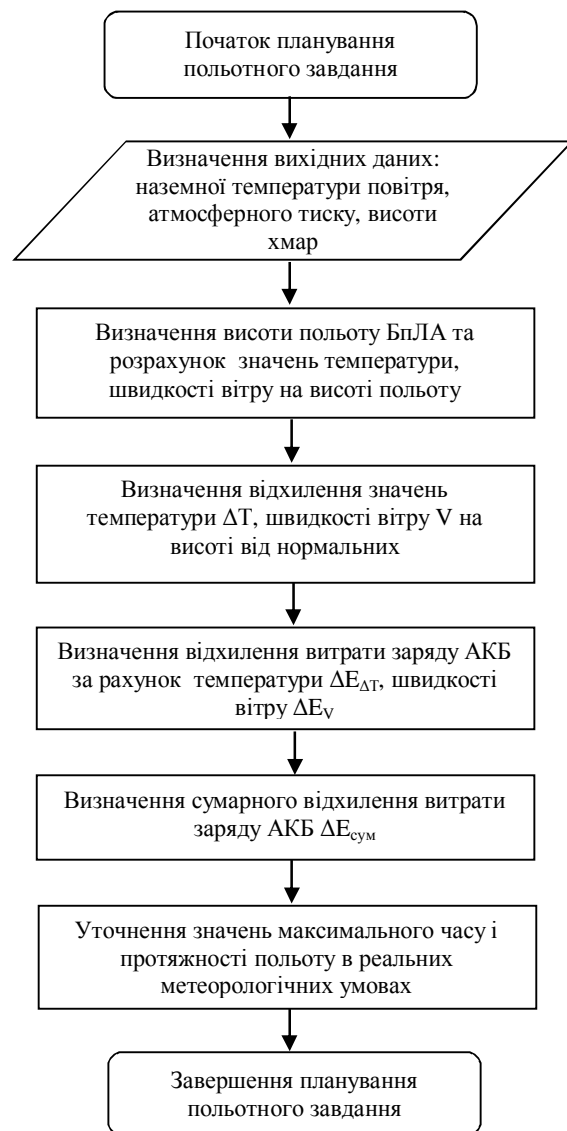 Початок планування
польотного завдання
Визначення вихідних даних:
наземної температури повітря,
атмосферного тиску, висоти
хмар
Визначення висоти польоту БпЛА та
розрахунок значень температури,
швидкості вітру на висоті польоту
Визначення відхилення значень
температури ΔT, швидкості вітру V на
висоті від нормальних
Визначення відхилення витрати заряду АКБ
за рахунок температури ΔE_ΔT, швидкості
вітру ΔE_V
Визначення сумарного відхилення витрати
заряду АКБ ΔE_сум
Уточнення значень максимального часу і
протяжності польоту в реальних
метеорологічних умовах
Завершення планування
польотного завдання